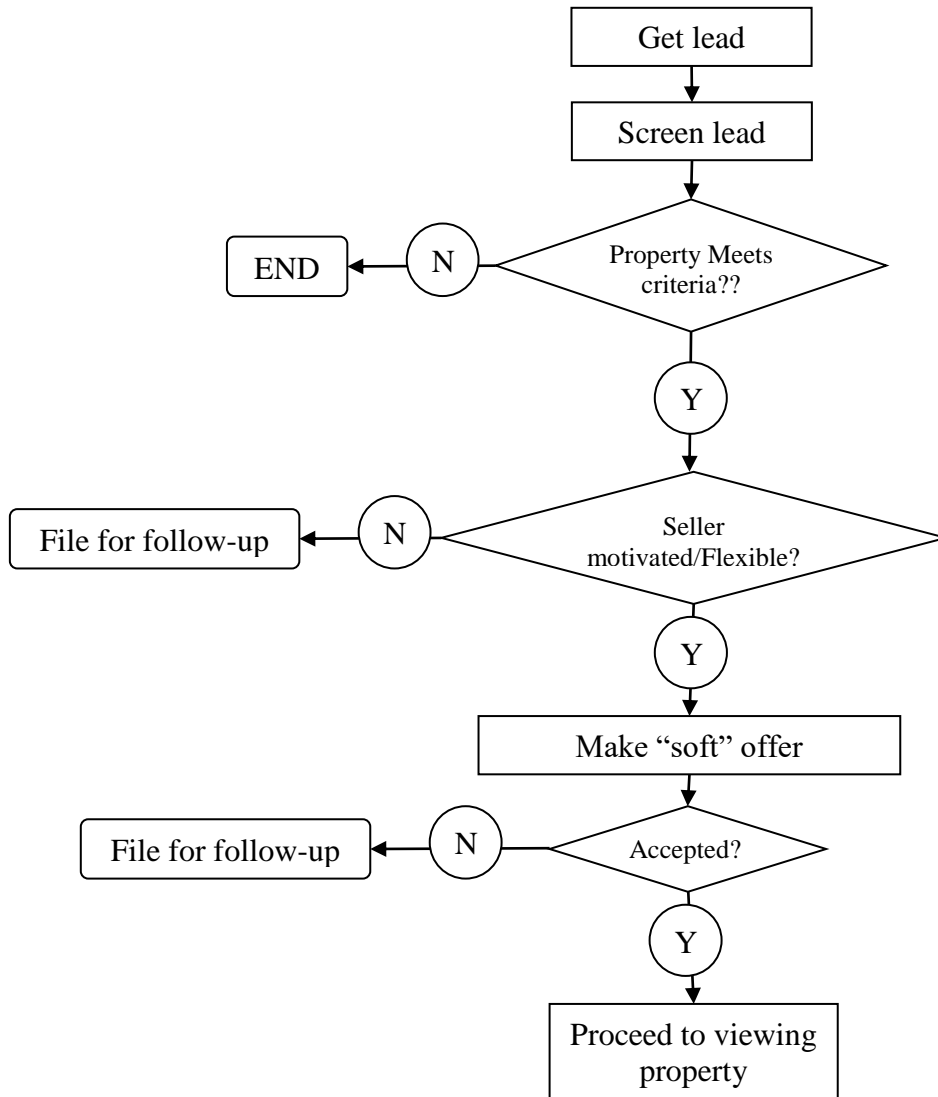 Get lead
Screen lead
Property Meets
criteria??
N
END
Y
Seller
motivated/Flexible?
N
File for follow-up
Y
Make “soft” offer
Accepted?
N
File for follow-up
Y
Proceed to viewing
property